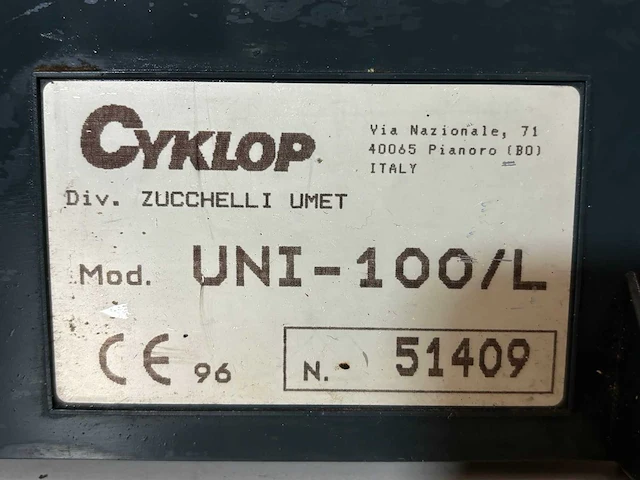 CYKLOP
Via Nazionale, 71
40065 Pianoro (BO)
ITALY
Div. ZUCCHELLI UMET
Mod. UNI-100/L
CE 96
N. 51409